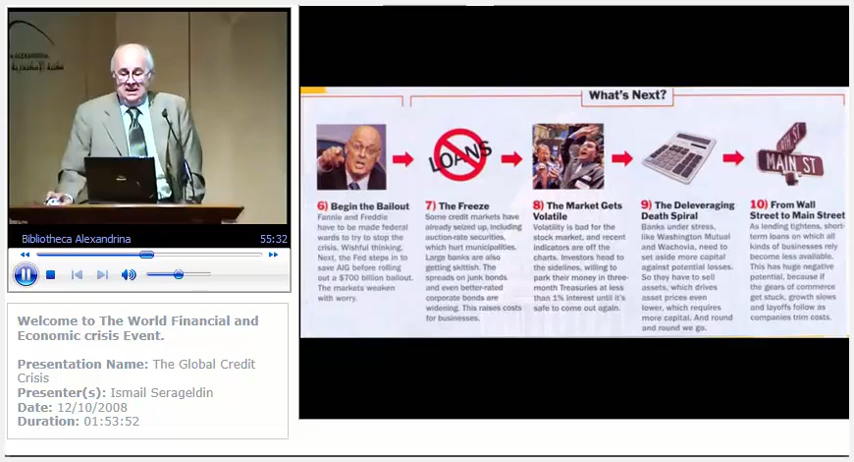 Bibliotheca Alexandrina
55:32
Welcome to The World Financial and
Economic crisis Event.
Presentation Name: The Global Credit
Crisis
Presenter(s): Ismail Serageldin
Date: 12/10/2008
Duration: 01:53:52
What's Next?
6) Begin the Bailout
Fannie and Freddie
have to be made federal
wards to try to stop the
crisis. Wishful thinking.
Next, the Fed steps in to
save AIG before rolling
out a $700 billion bailout.
The markets weaken
with worry.
LOANS
7) The Freeze
Some credit markets have
already seized up, including
auction-rate securities,
which hurt municipalities.
Large banks are also
getting skittish. The
spreads on junk bonds
and even better-rated
corporate bonds are
widening. This raises costs
for businesses.
8) The Market Gets
Volatile
Volatility is bad for the
stock market, and recent
indicators are off the
charts. Investors head to
the sidelines, willing to
park their money in three-
month Treasuries at less
than 1% interest until it's
safe to come out again.
9) The Deleveraging
Death Spiral
Banks under stress,
like Washington Mutual
and Wachovia, need to
set aside more capital
against potential losses.
So they have to sell
assets, which drives
asset prices even
lower, which requires
more capital. And round
and round we go.
MAIN ST
10) From Wall
Street to Main Street
As lending tightens, short-
term loans on which all
kinds of businesses rely
become less available.
This has huge negative
potential, because if
the gears of commerce
get stuck, growth slows
and layoffs follow as
companies trim costs.